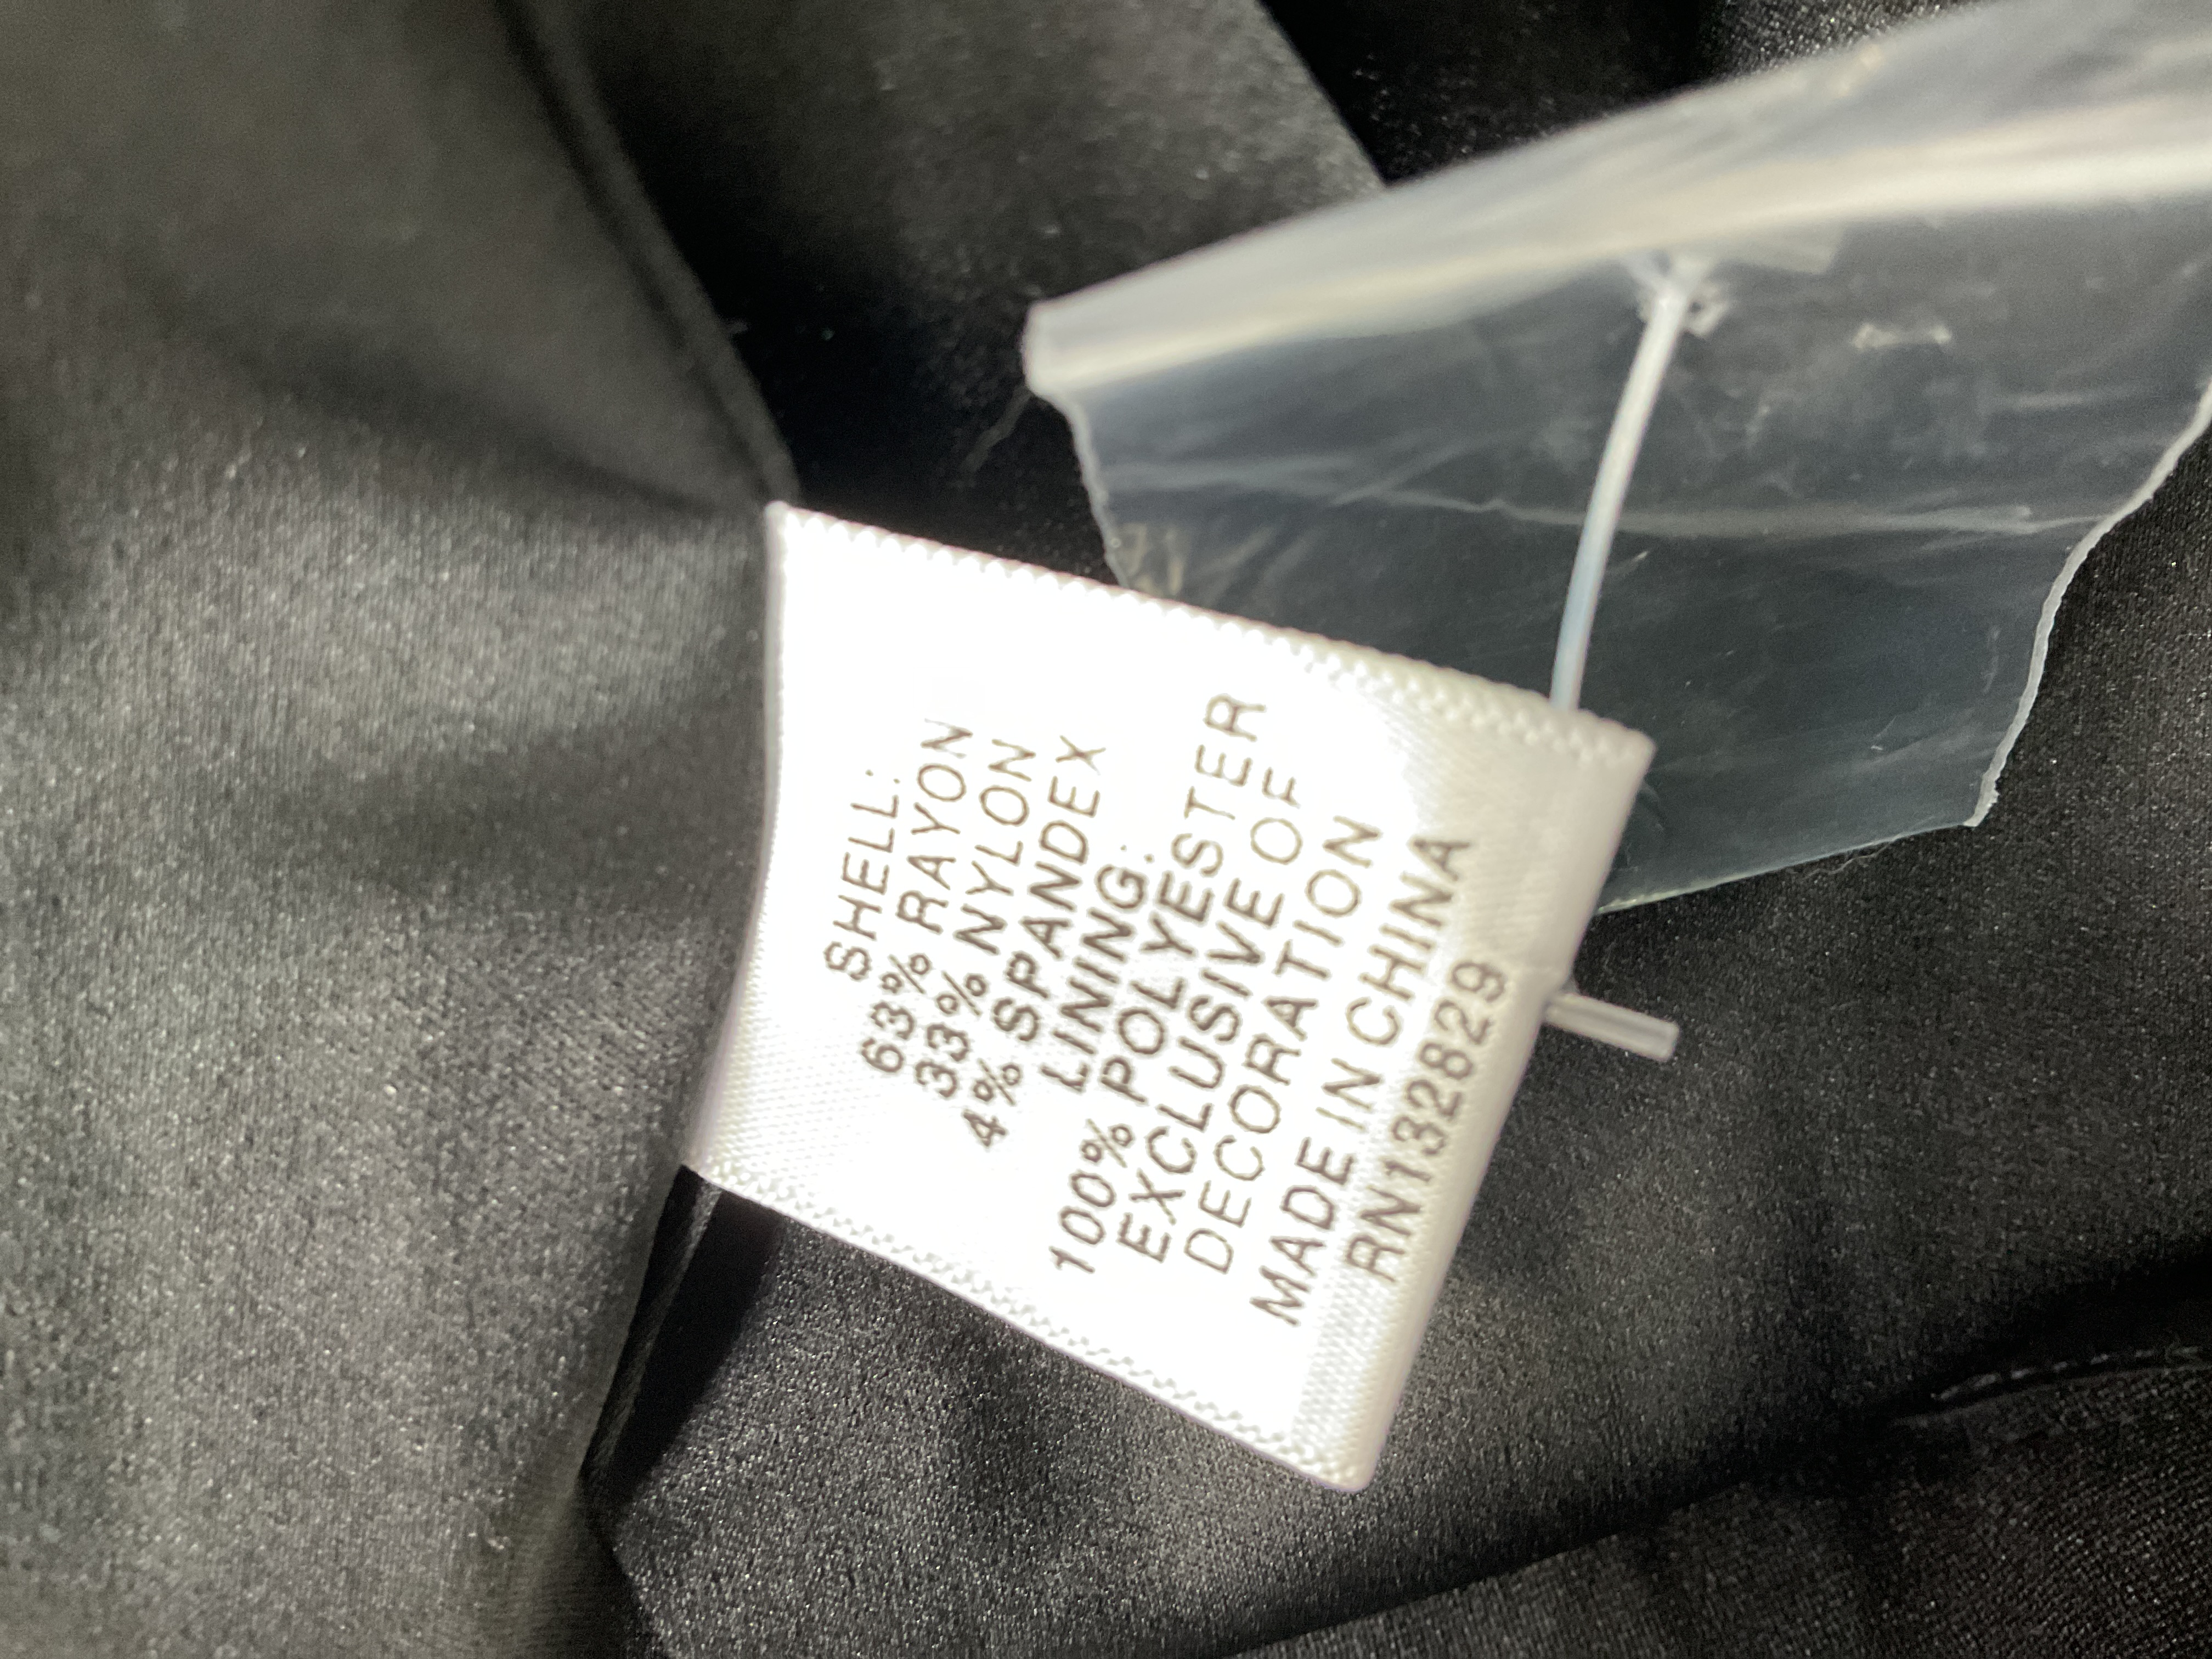 SHELL:
63% RAYON
33% NYLON
4% SPANDEX
LINING:
100% POLYESTER
EXCLUSIVE OF
DECORATION
MADE IN CHINA
RN132829